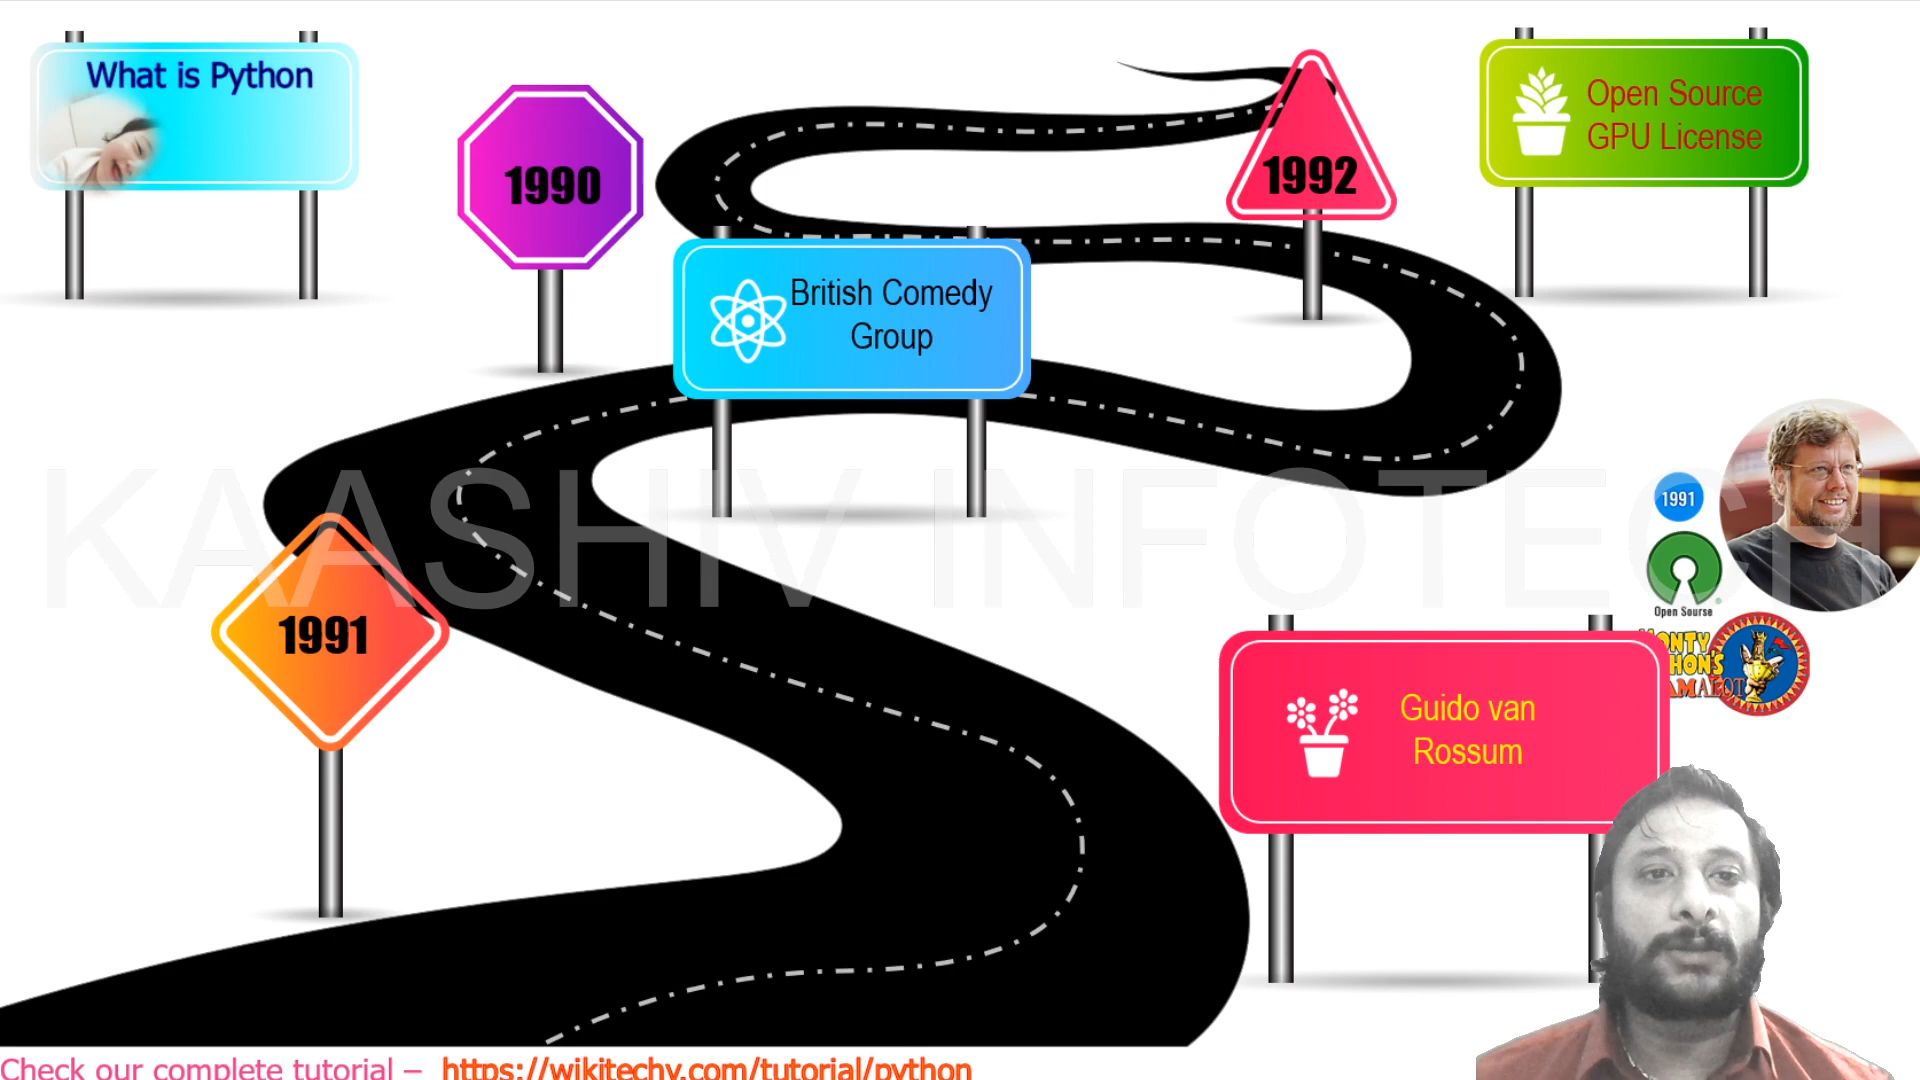 What is Python
1990
1992
Open Source
GPU License
British Comedy
Group
KAASHIV INFOTECH
1991
1991
Open Sourse
Guido van
Rossum
Check our complete tutorial – https://wikitechy.com/tutorial/python